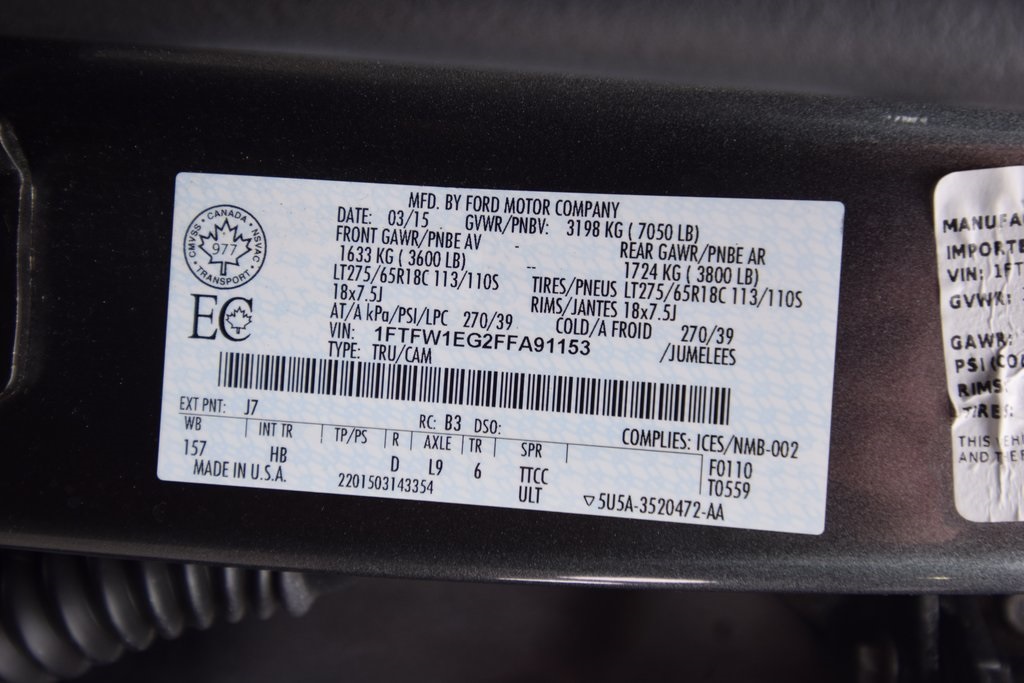 MFD. BY FORD MOTOR COMPANY
DATE: 03/15 GVWR/PNBV: 3198 KG ( 7050 LB)
FRONT GAWR/PNBE AV - REAR GAWR/PNBE AR
1633 KG ( 3600 LB) -- 1724 KG ( 3800 LB)
LT275/65R18C 113/110S TIRES/PNEUS LT275/65R18C 113/110S
18x7.5J RIMS/JANTES 18x7.5J
AT/A kPa/PSI/LPC 270/39 COLD/A FROID 270/39
VIN: 1FTFW1EG2FFA91153 /JUMELEES
TYPE: TRU/CAM
CANADA
CMVSS
NSVAC
977
TRANSPORT
EC
EXT PNT: J7 RC: B3 DSO: COMPLIES: ICES/NMB-002
WB INT TR TP/PS R AXLE TR SPR
157 HB D L9 6 TTCC F0110
MADE IN U.S.A. 2201503143354 ULT T0559
▽5U5A-3520472-AA
MANUFA
IMPORTE
VIN: 1FT
GVWR:
GAWR:
PSI (CO
RIMS:
TIRES:
THIS VEH
AND THE